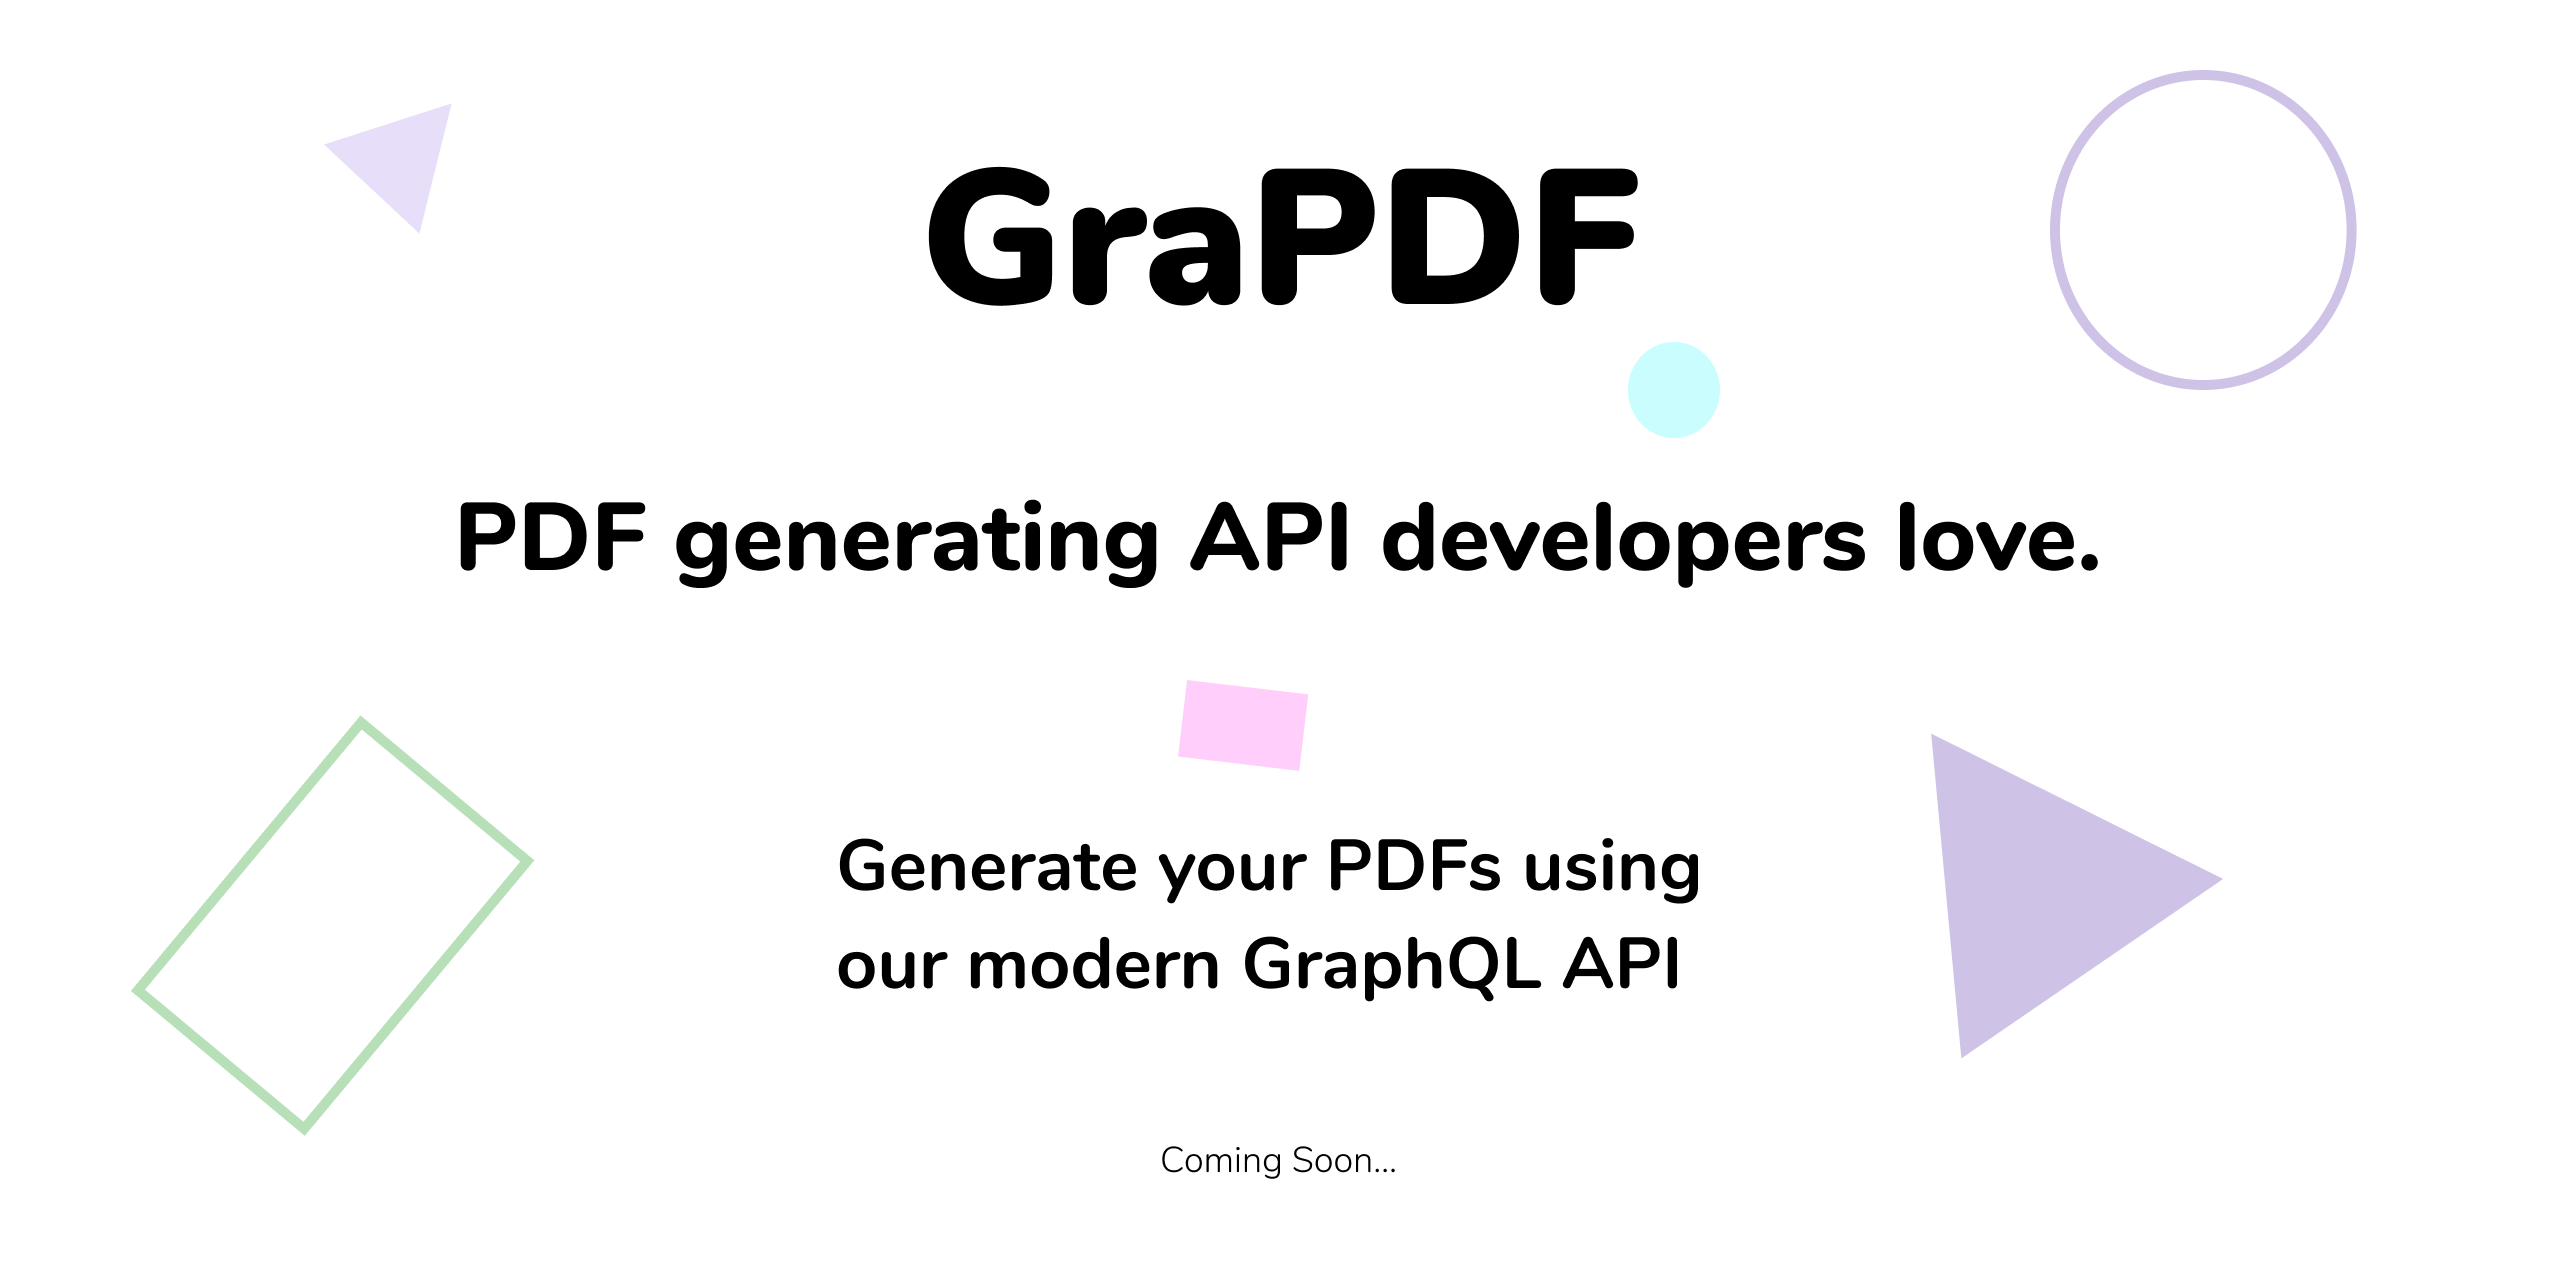 GraPDF
PDF generating API developers love.
Generate your PDFs using
our modern GraphQL API
Coming Soon...